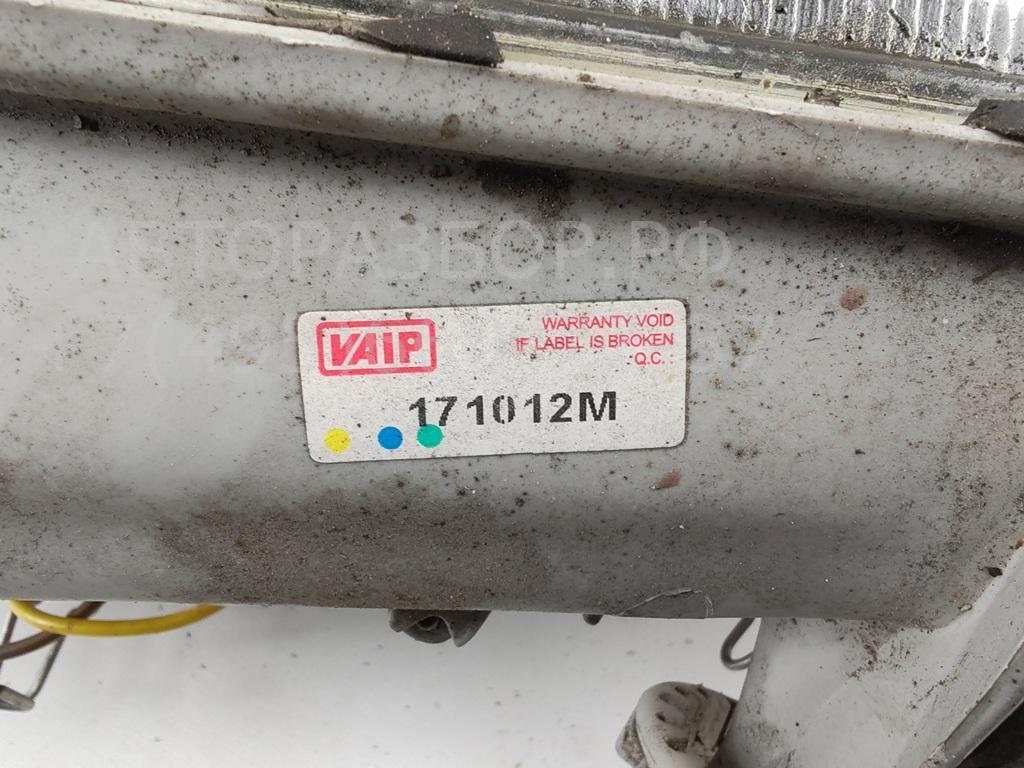 АВТОРАЗБОР.РФ
VAIP
WARRANTY VOID
IF LABEL IS BROKEN
Q.C. :
171012M